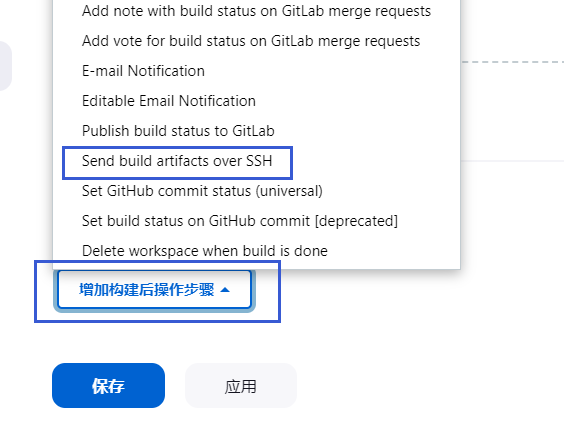 Add note with build status on GitLab merge requests
Add vote for build status on GitLab merge requests
E-mail Notification
Editable Email Notification
Publish build status to GitLab
Send build artifacts over SSH
Set GitHub commit status (universal)
Set build status on GitHub commit [deprecated]
Delete workspace when build is done
增加构建后操作步骤
保存
应用